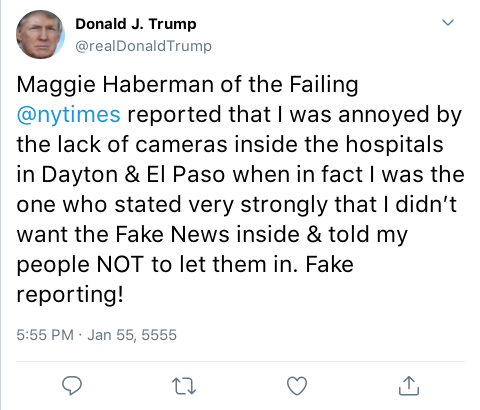 Donald J. Trump
@realDonaldTrump
Maggie Haberman of the Failing
@nytimes reported that I was annoyed by
the lack of cameras inside the hospitals
in Dayton & El Paso when in fact I was the
one who stated very strongly that I didn’t
want the Fake News inside & told my
people NOT to let them in. Fake
reporting!
5:55 PM · Jan 55, 5555